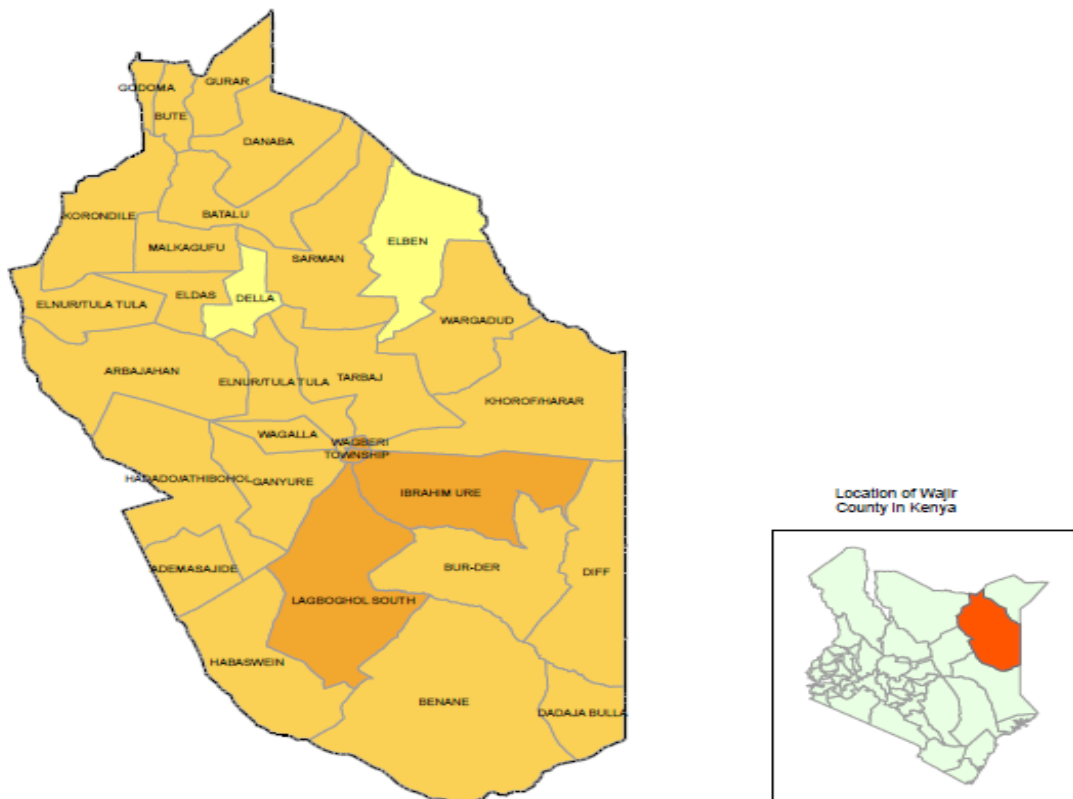 GODOMA
GURAR
BUTE
DANABA
KORONDILE
BATALU
MALKAGUFU
ELBEN
SARMAN
ELNUR/TULA TULA
ELDAS
DELLA
WARGADUD
ARBAJAHAN
ELNUR/TULA TULA
TARBAJ
KHOROF/HARAR
WAGALLA
WAGBERI
TOWNSHIP
HADADO/ATHIBOHOL
GANYURE
IBRAHIM URE
ADEMASAJIDE
BUR-DER
DIFF
LAGBOGHOL SOUTH
HABASWEIN
BENANE
DADAJA BULLA
Location of Wajir
County in Kenya